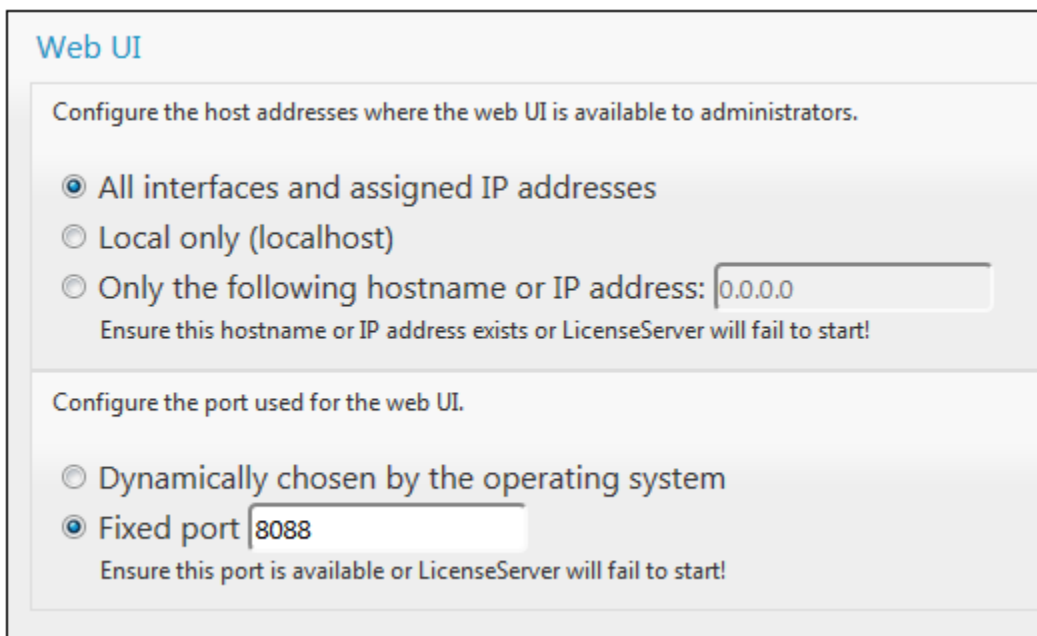 Web UI
Configure the host addresses where the web UI is available to administrators.
All interfaces and assigned IP addresses
Local only (localhost)
Only the following hostname or IP address: 0.0.0.0
Ensure this hostname or IP address exists or LicenseServer will fail to start!
Configure the port used for the web UI.
Dynamically chosen by the operating system
Fixed port 8088
Ensure this port is available or LicenseServer will fail to start!